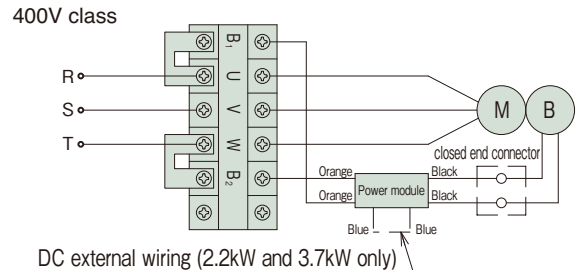 400V class
B1
R U
S V M B
T W
closed end connector
B2 Orange Black
Orange Power module Black
Blue Blue
DC external wiring (2.2kW and 3.7kW only)